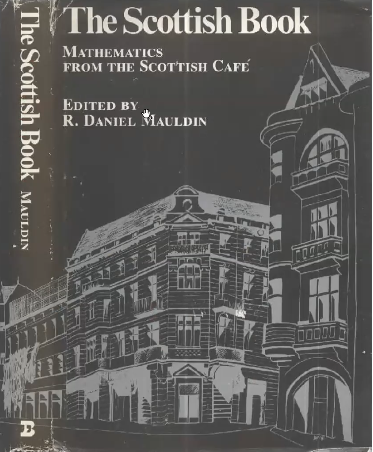 The Scottish Book
MATHEMATICS
FROM THE SCOTTISH CAFÉ
EDITED BY
R. DANIEL MAULDIN
The Scottish Book
MAULDIN
B